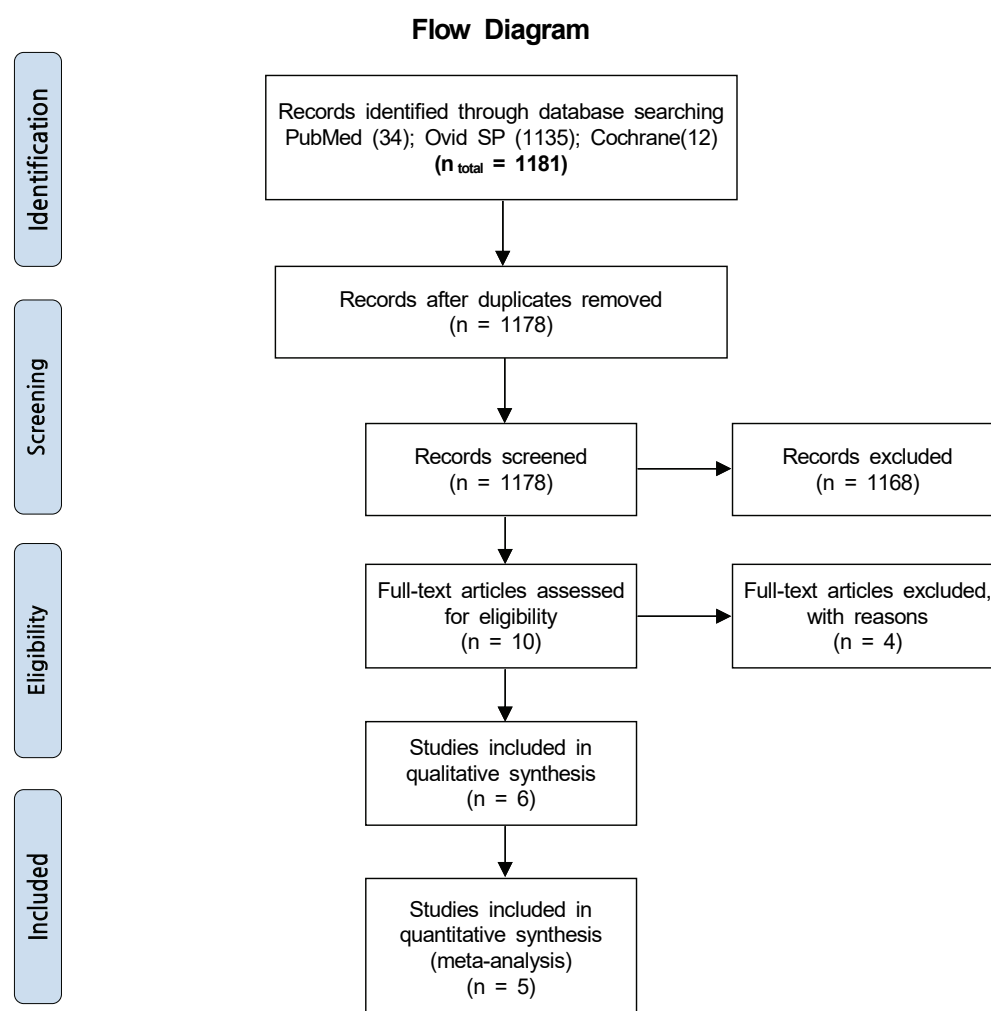 Flow Diagram
Identification
Records identified through database searching
PubMed (34); Ovid SP (1135); Cochrane(12)
(n total = 1181)
Records after duplicates removed
(n = 1178)
Screening
Records screened
(n = 1178)
Records excluded
(n = 1168)
Eligibility
Full-text articles assessed
for eligibility
(n = 10)
Full-text articles excluded,
with reasons
(n = 4)
Studies included in
qualitative synthesis
(n = 6)
Included
Studies included in
quantitative synthesis
(meta-analysis)
(n = 5)